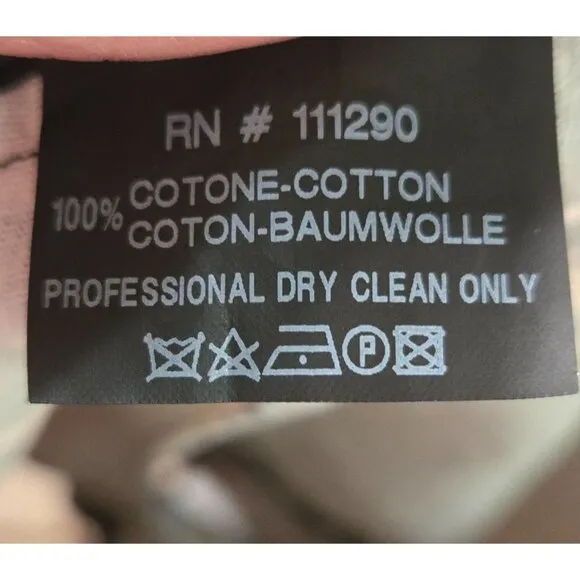 RN # 111290
100% COTONE-COTTON
COTON-BAUMWOLLE
PROFESSIONAL DRY CLEAN ONLY
P